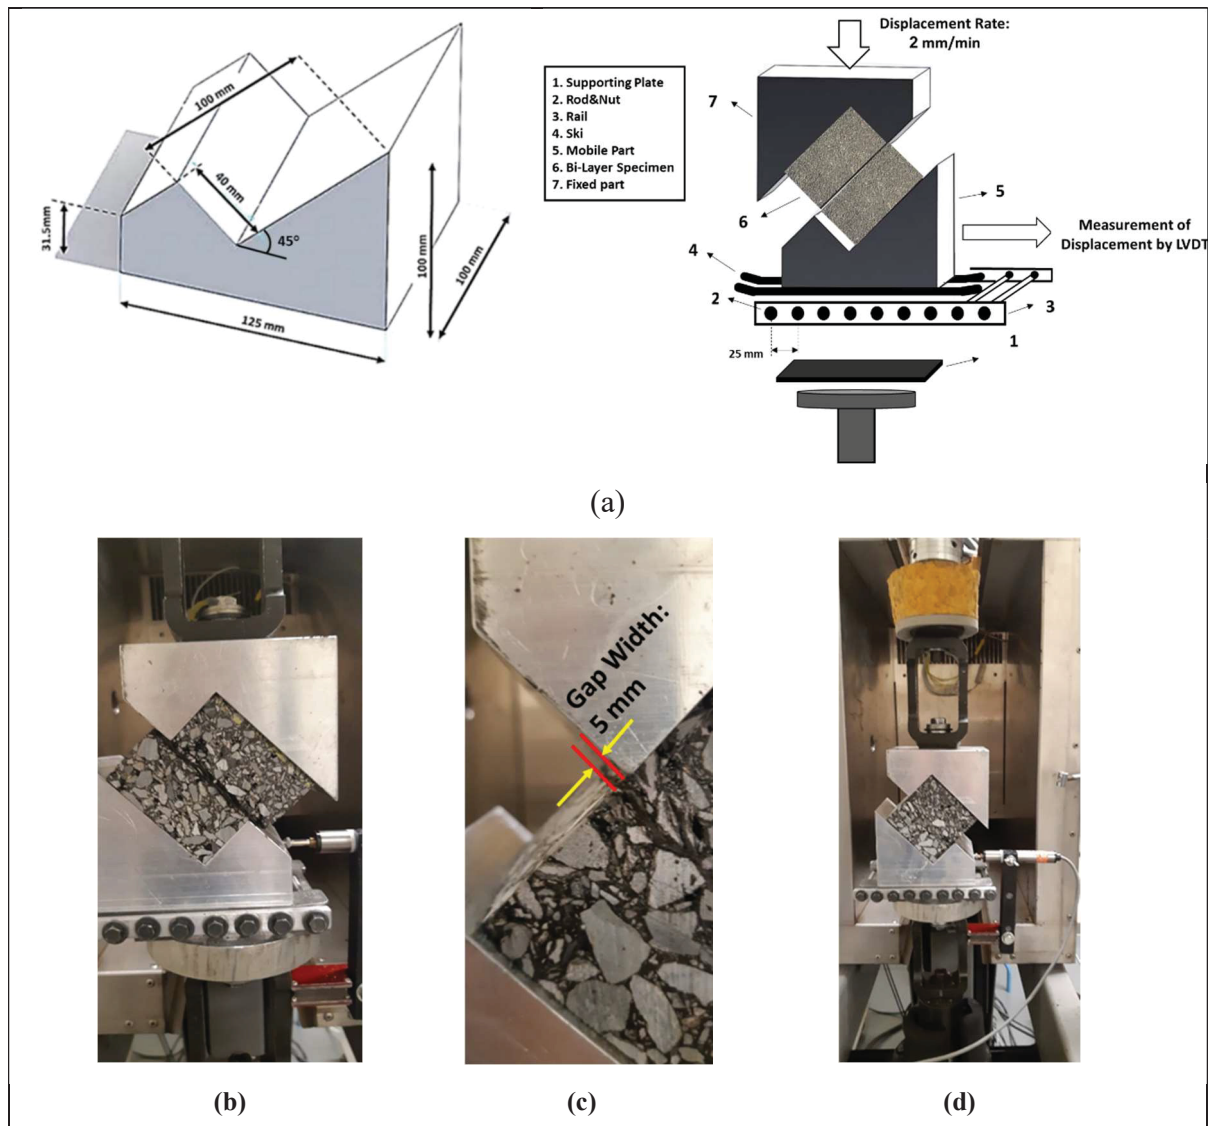 100 mm
40 mm
31.5mm
45°
100 mm
100 mm
125 mm
Displacement Rate:
2 mm/min
1. Supporting Plate
2. Rod&Nut
3. Rail
4. Ski
5. Mobile Part
6. Bi-Layer Specimen
7. Fixed part
7
5
6
Measurement of
Displacement by LVDT
4
2
3
1
25 mm
(a)
Gap Width:
5 mm
(b)
(c)
(d)